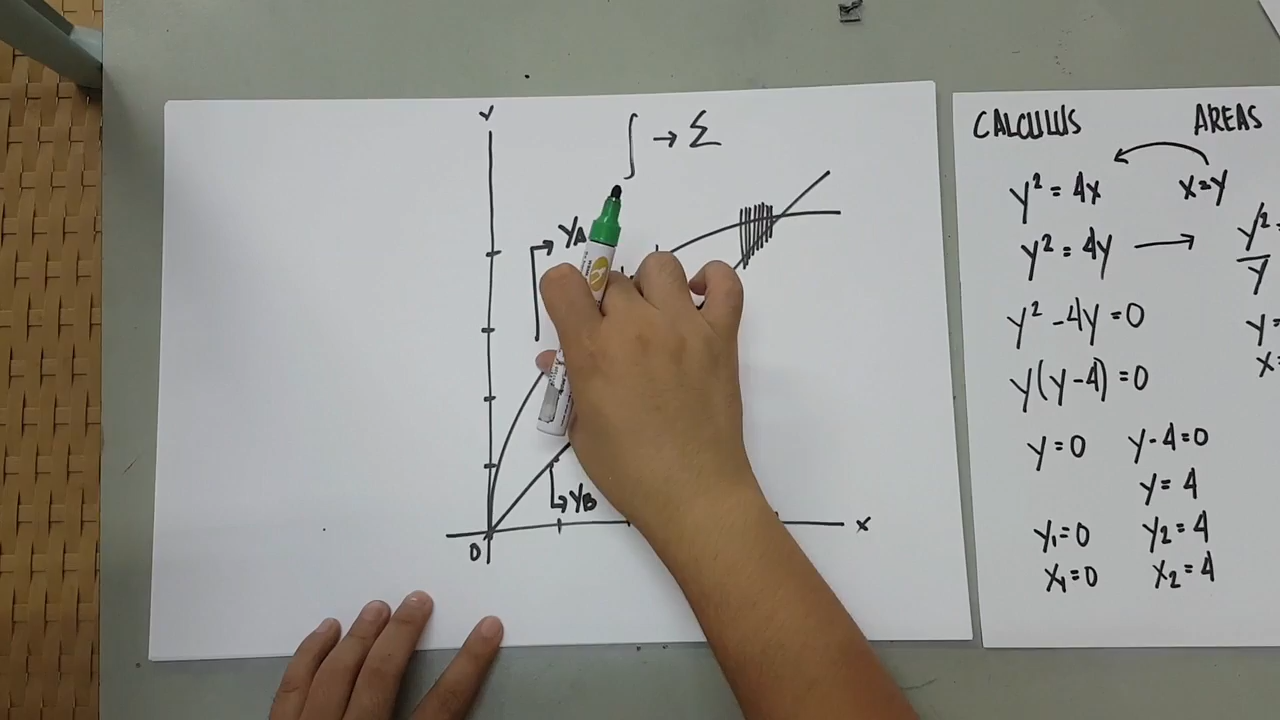 Y
∫ → Σ
YA
YB
X
0
CALCULUS AREAS
y² = 4x x=y
y² = 4y →
y² - 4y = 0
y(y-4) = 0
y = 0 y-4=0
y = 4
y₁=0 y₂=4
x₁=0 x₂=4
y²=
y
y=
x=